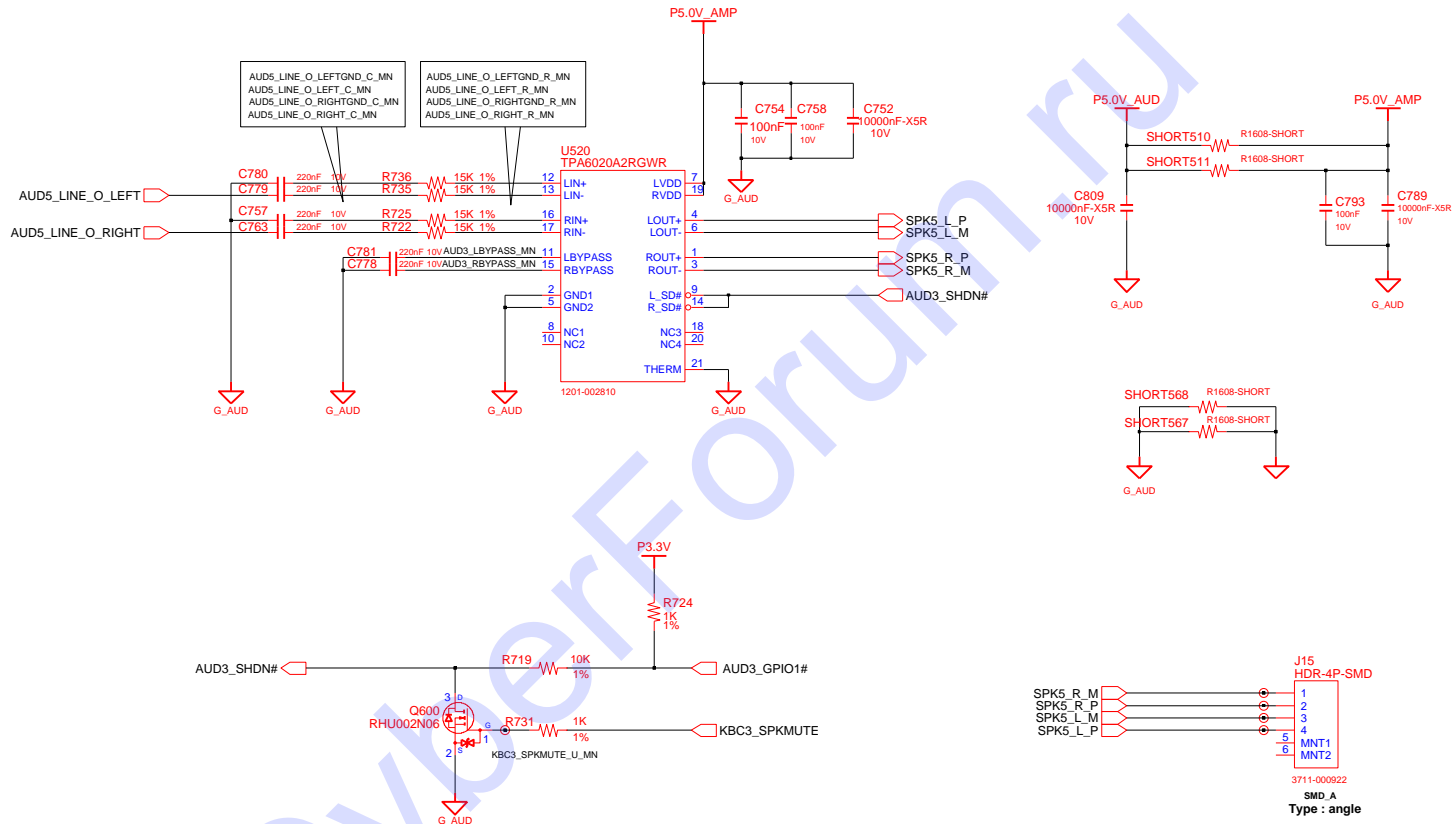 P5.0V_AMP
AUD5_LINE_O_LEFTGND_C_MN
AUD5_LINE_O_LEFT_C_MN
AUD5_LINE_O_RIGHTGND_C_MN
AUD5_LINE_O_RIGHT_C_MN
AUD5_LINE_O_LEFTGND_R_MN
AUD5_LINE_O_LEFT_R_MN
AUD5_LINE_O_RIGHTGND_R_MN
AUD5_LINE_O_RIGHT_R_MN
C754
100nF
10V
C758
100nF
10V
C752
10000nF-X5R
10V
G_AUD
U520
TPA6020A2RGWR
C780 220nF 10V R736 15K 1% 12 LIN+
AUD5_LINE_O_LEFT C779 220nF 10V R735 15K 1% 13 LIN-
C757 220nF 10V R725 15K 1% 16 RIN+
AUD5_LINE_O_RIGHT C763 220nF 10V R722 15K 1% 17 RIN-
C781 220nF 10V AUD3_LBYPASS_MN 11 LBYPASS
C778 220nF 10V AUD3_RBYPASS_MN 15 RBYPASS
2 GND1
5 GND2
8 NC1
10 NC2
LVDD 7
RVDD 19
LOUT+ 4 SPK5_L_P
LOUT- 6 SPK5_L_M
ROUT+ 1 SPK5_R_P
ROUT- 3 SPK5_R_M
L_SD# 9 AUD3_SHDN#
R_SD# 14
NC3 18
NC4 20
THERM 21
1201-002810
G_AUD
G_AUD
G_AUD
G_AUD
P5.0V_AUD
P5.0V_AMP
SHORT510 R1608-SHORT
SHORT511 R1608-SHORT
C809
10000nF-X5R
10V
C793
100nF
10V
C789
10000nF-X5R
10V
G_AUD
G_AUD
SHORT568 R1608-SHORT
SHORT567 R1608-SHORT
G_AUD
P3.3V
R724
1K
1%
AUD3_SHDN#
R719 10K
1%
AUD3_GPIO1#
3 D
Q600
RHU002N06
G
1
S
2
R731 1K
1%
KBC3_SPKMUTE
KBC3_SPKMUTE_U_MN
G_AUD
J15
HDR-4P-SMD
SPK5_R_M 1
SPK5_R_P 2
SPK5_L_M 3
SPK5_L_P 4
5 MNT1
6 MNT2
3711-000922
SMD_A
Type : angle
yberForum.ru